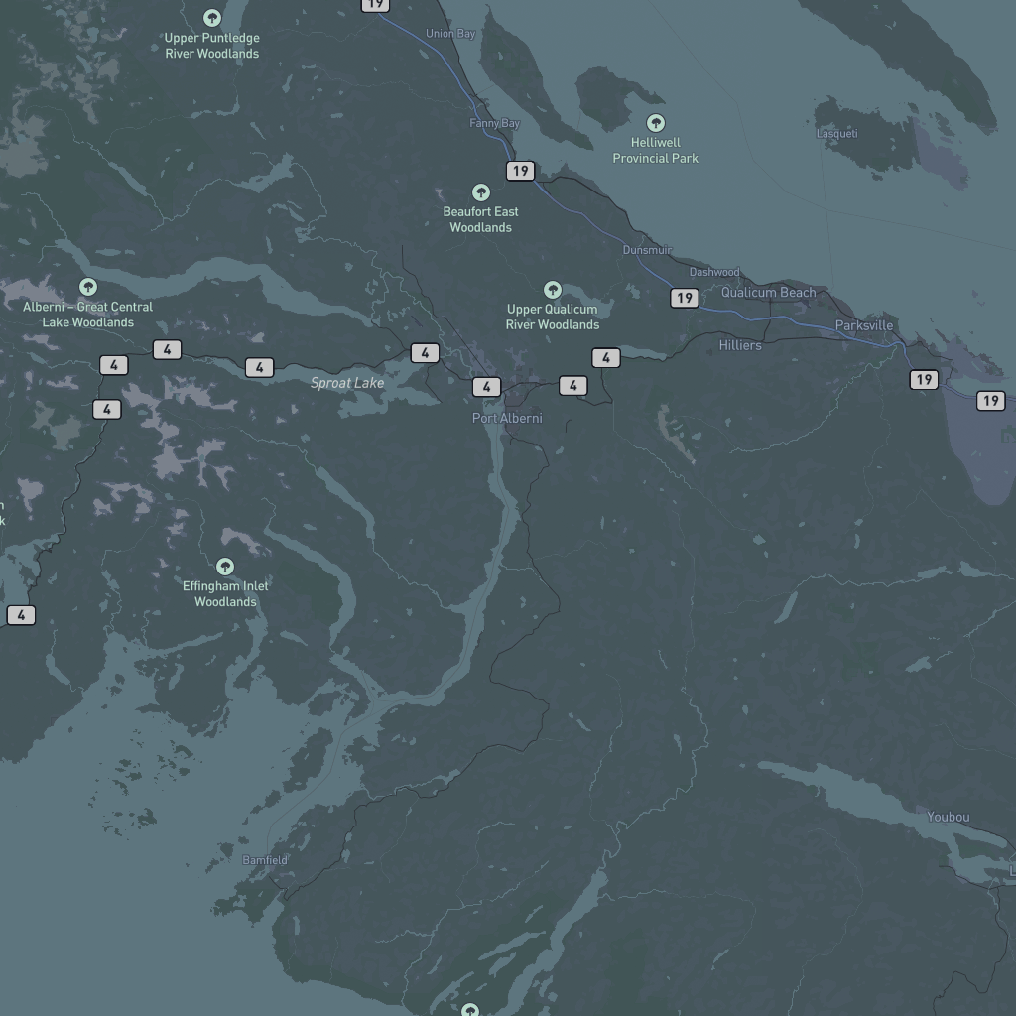 19
Upper Puntledge
River Woodlands
Union Bay
Fanny Bay
Helliwell
Provincial Park
Lasqueti
19
Beaufort East
Woodlands
Dunsmuir
Dashwood
Qualicum Beach
Alberni – Great Central
Lake Woodlands
Upper Qualicum
River Woodlands
19
Parksville
Hilliers
4
4
4
4
4
Sproat Lake
4
4
19
19
4
Port Alberni
n
k
Effingham Inlet
Woodlands
4
Youbou
Bamfield
L